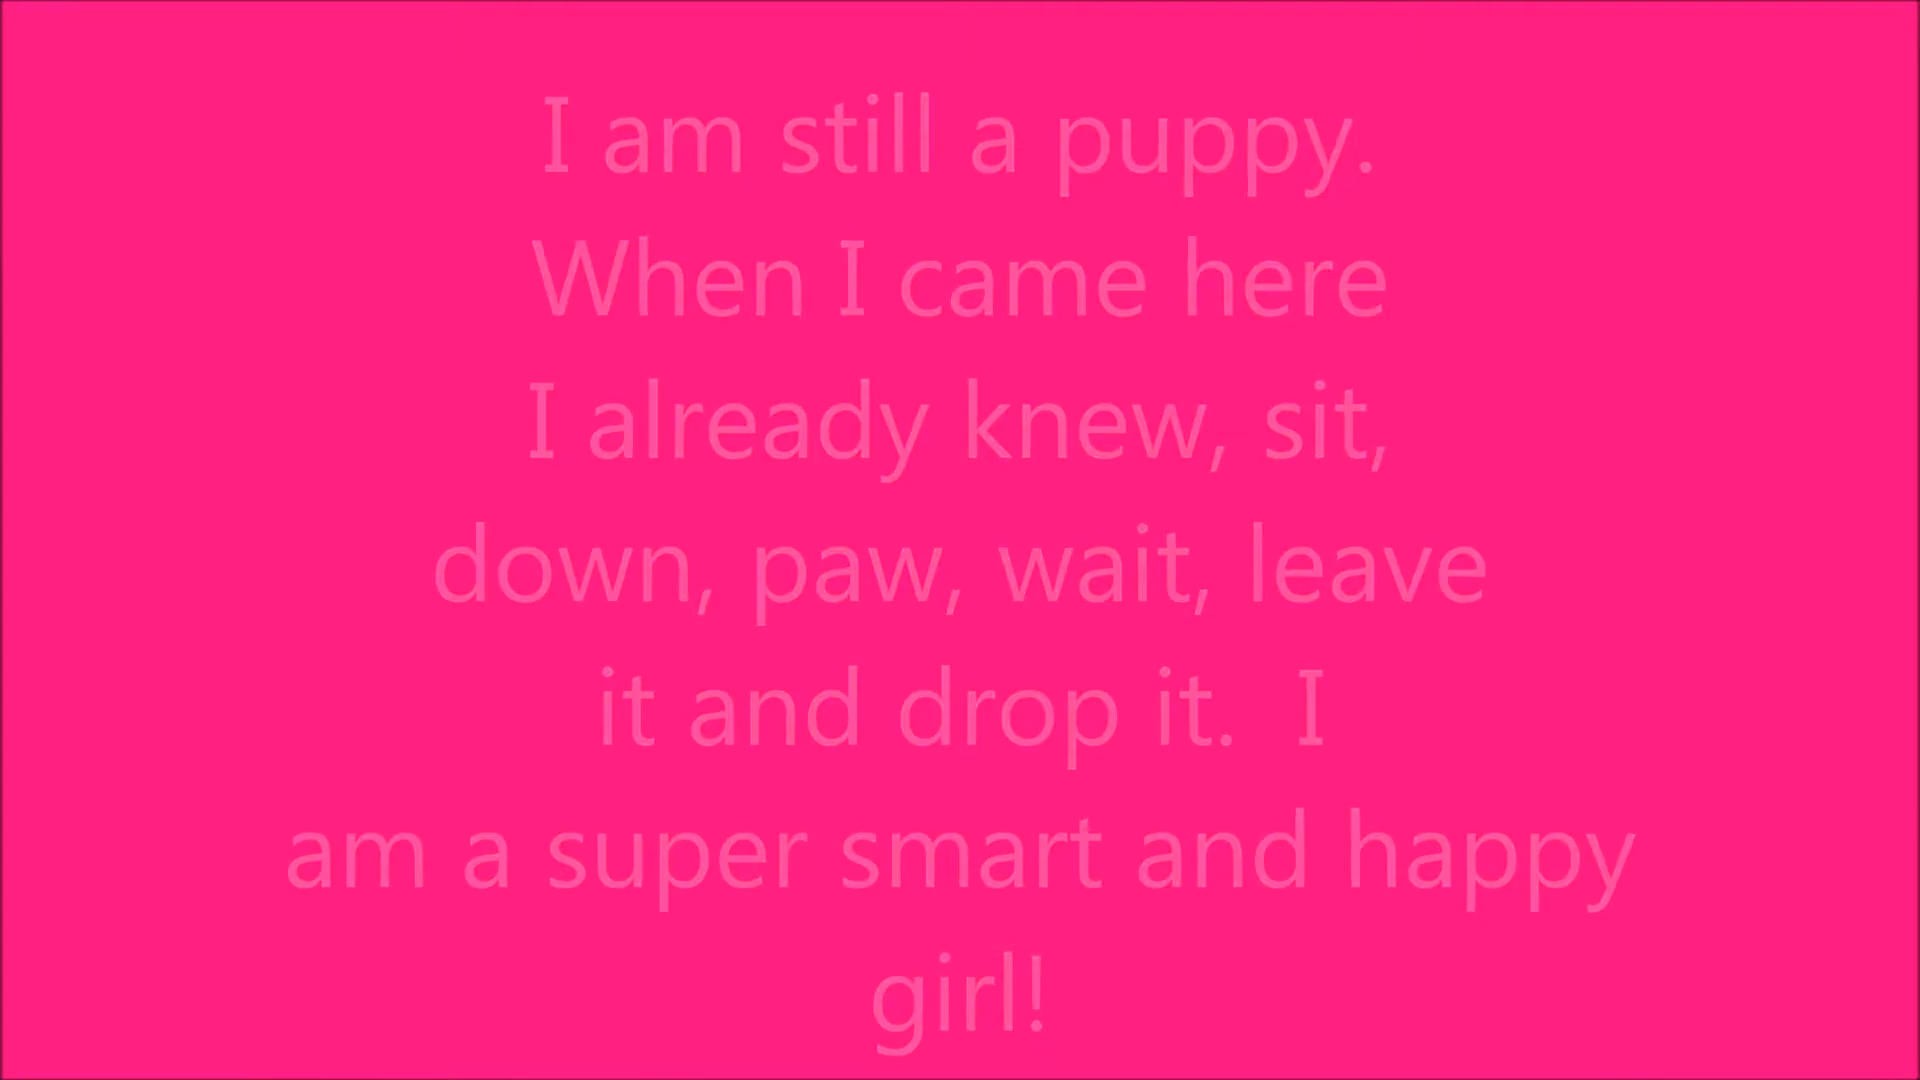 I am still a puppy.
When I came here
I already knew, sit,
down, paw, wait, leave
it and drop it.  I
am a super smart and happy
girl!